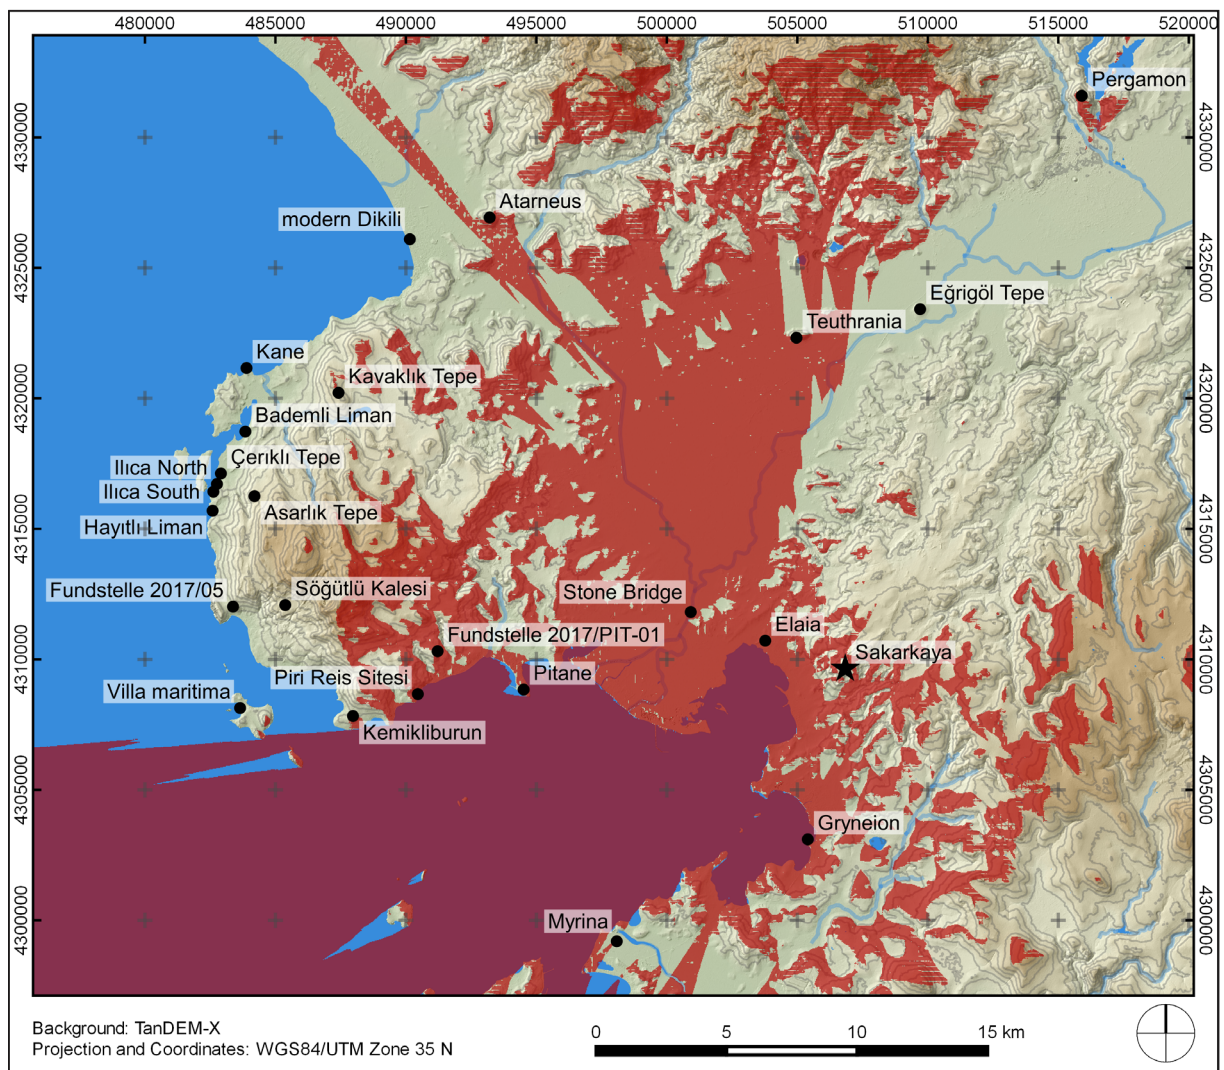 480000 485000 490000 495000 500000 505000 510000 515000 520000
Pergamon
4330000 4330000
Atarneus
modern Dikili
4325000 4325000
Eğrigöl Tepe
Teuthrania
Kane
Kavaklık Tepe
4320000 4320000
Bademli Liman
Çerıklı Tepe
Ilıca North
Ilıca South
Asarlık Tepe
Hayıtlı Liman
4315000 4315000
Fundstelle 2017/05
Söğütlü Kalesi
Stone Bridge
Elaia
Fundstelle 2017/PIT-01
Sakarkaya
4310000 4310000
Piri Reis Sitesi
Pitane
Villa maritima
Kemikliburun
4305000 4305000
Gryneion
Myrina
4300000 4300000
Background: TanDEM-X
Projection and Coordinates: WGS84/UTM Zone 35 N
0 5 10 15 km